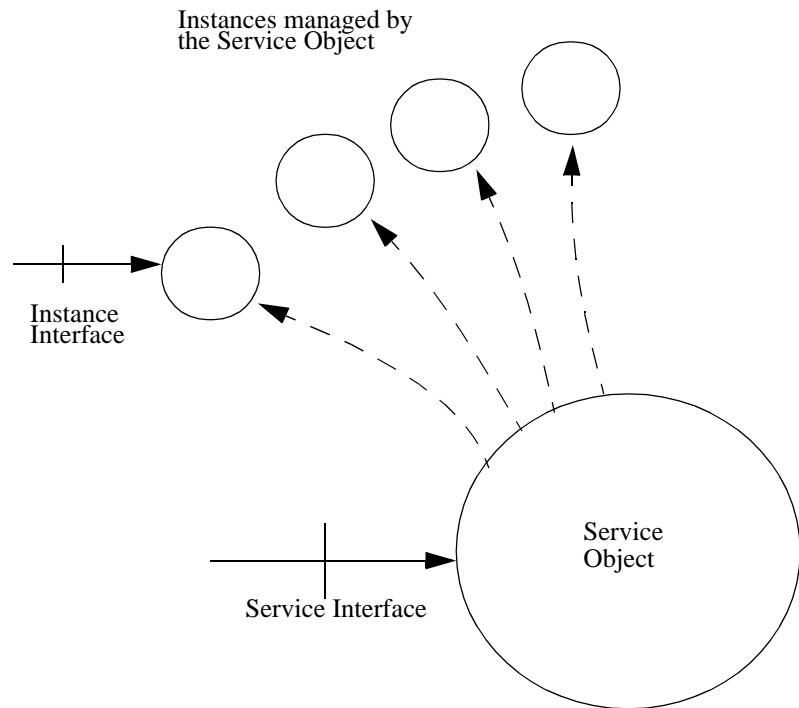 Instances managed by
the Service Object
Instance
Interface
Service
Object
Service Interface